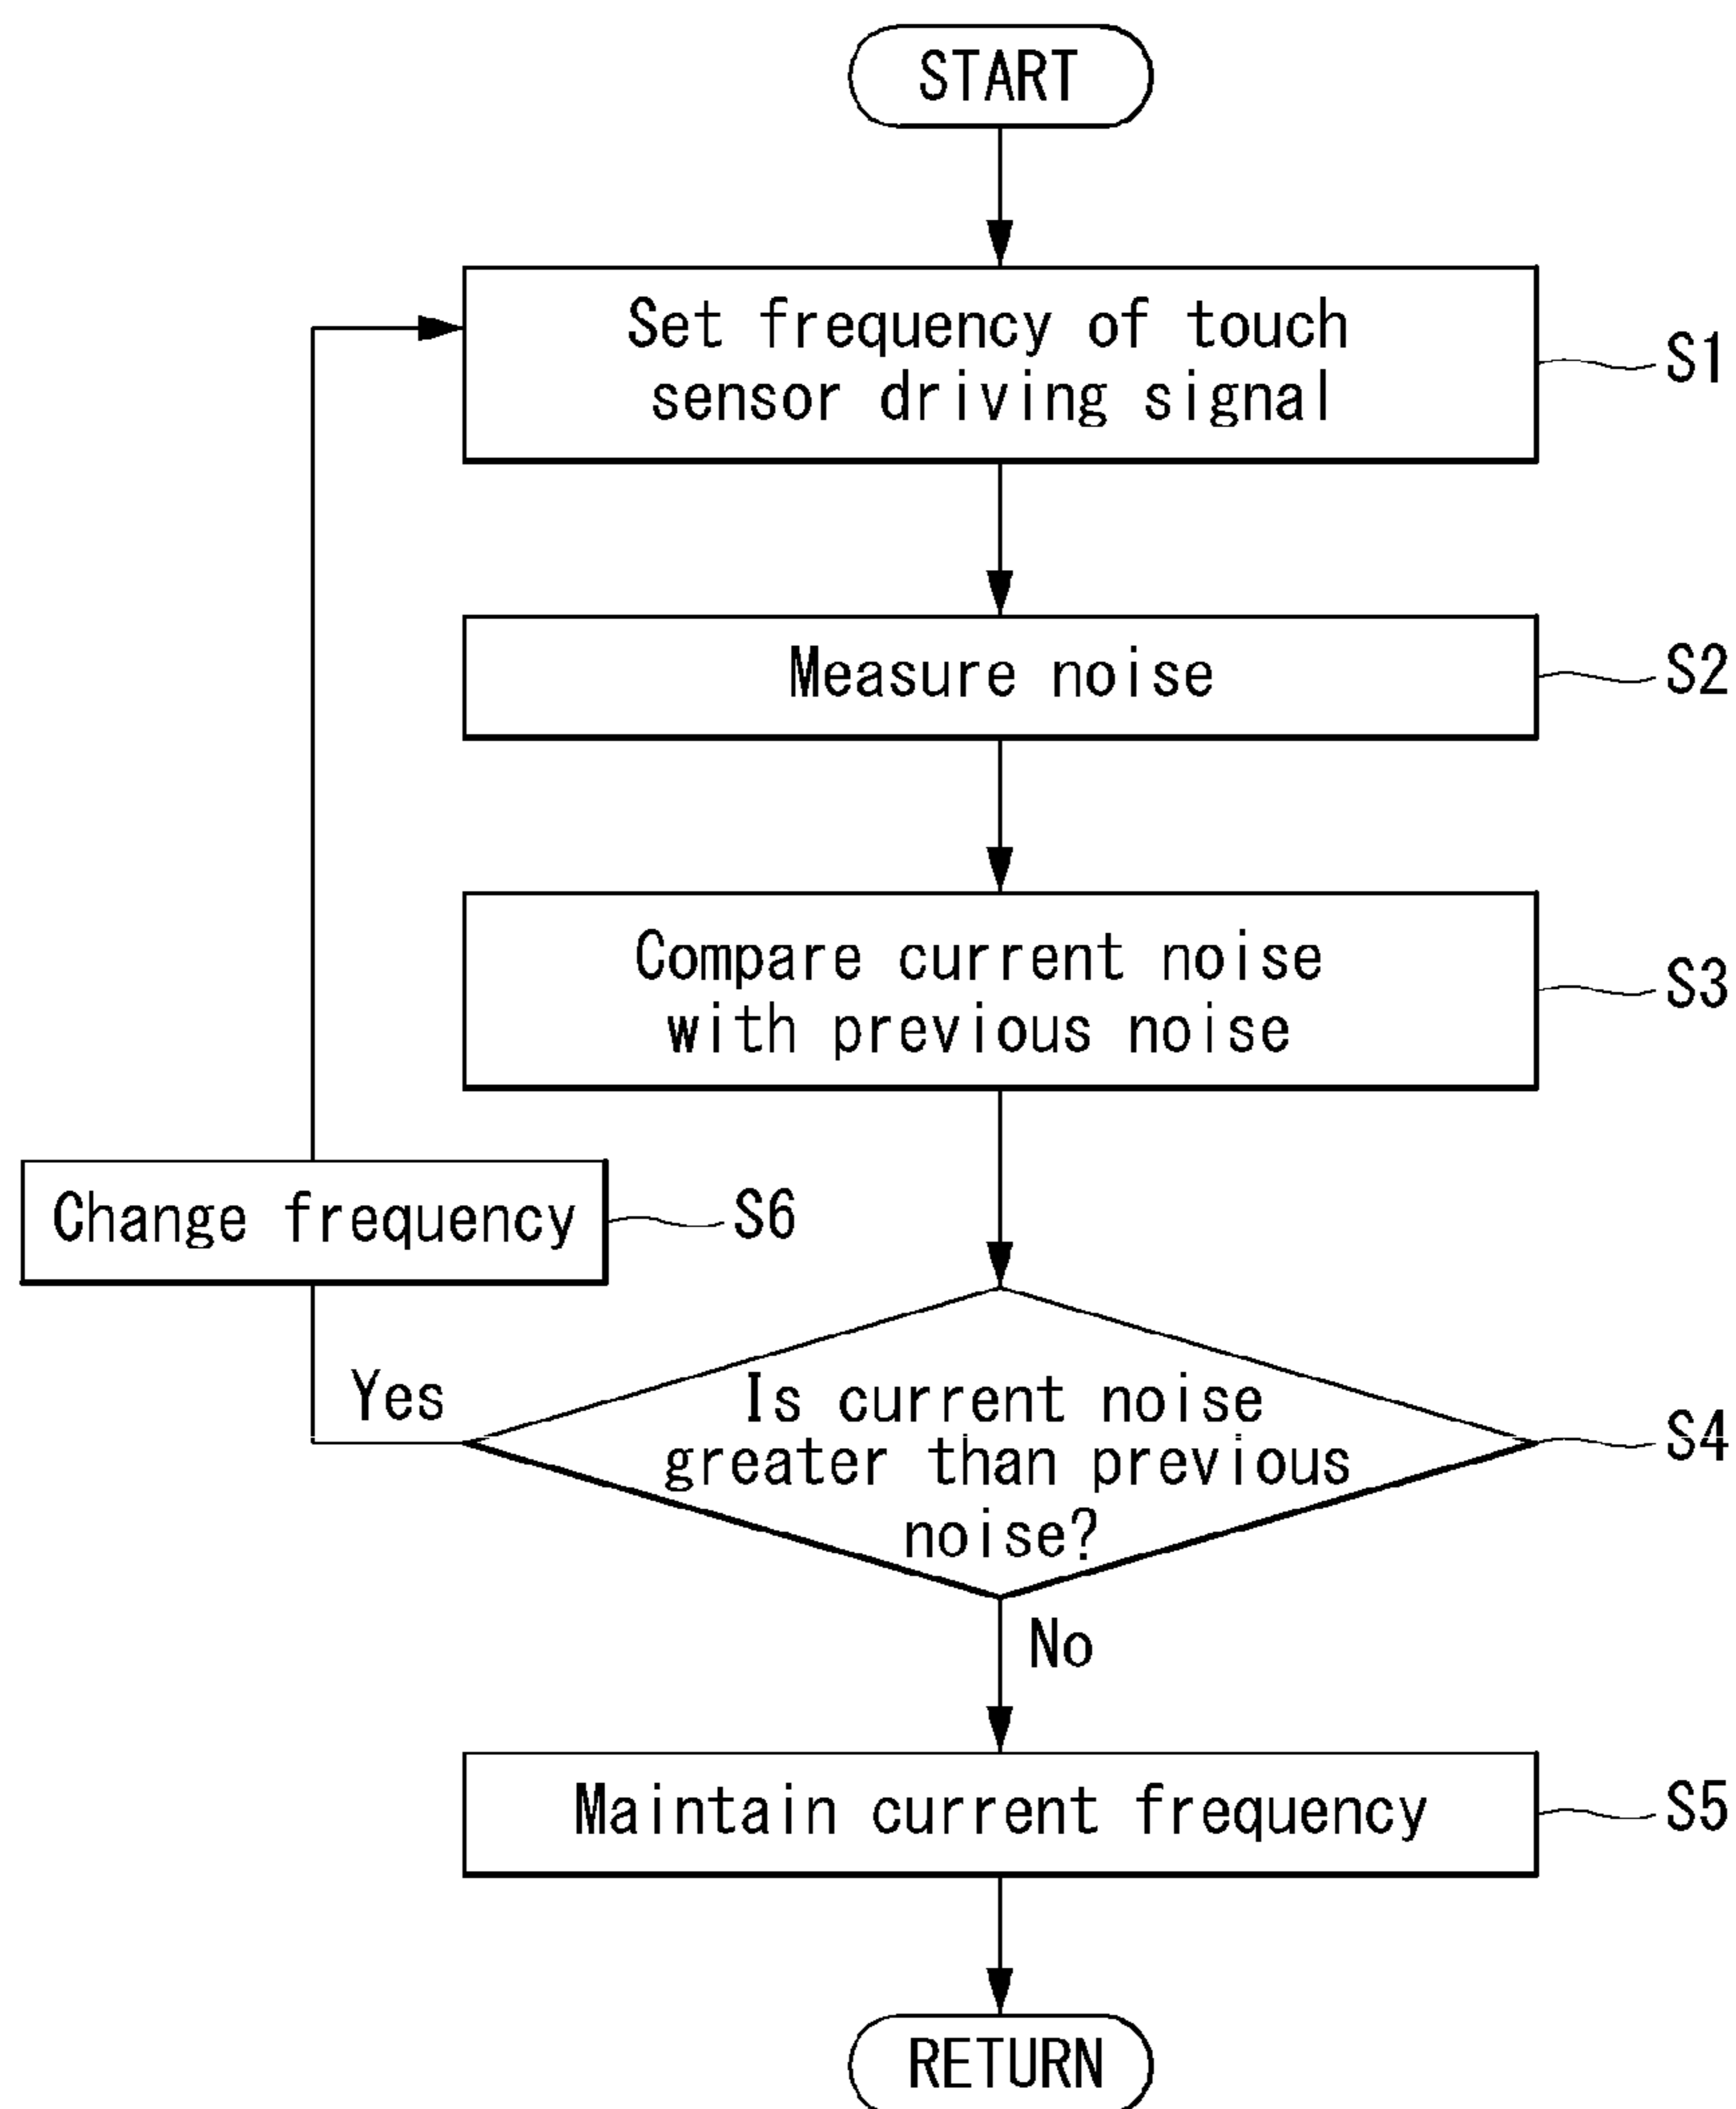 START
Set frequency of touch
sensor driving signal
S1
Measure noise
S2
Compare current noise
with previous noise
S3
Change frequency
S6
Yes
Is current noise
greater than previous
noise?
S4
No
Maintain current frequency
S5
RETURN